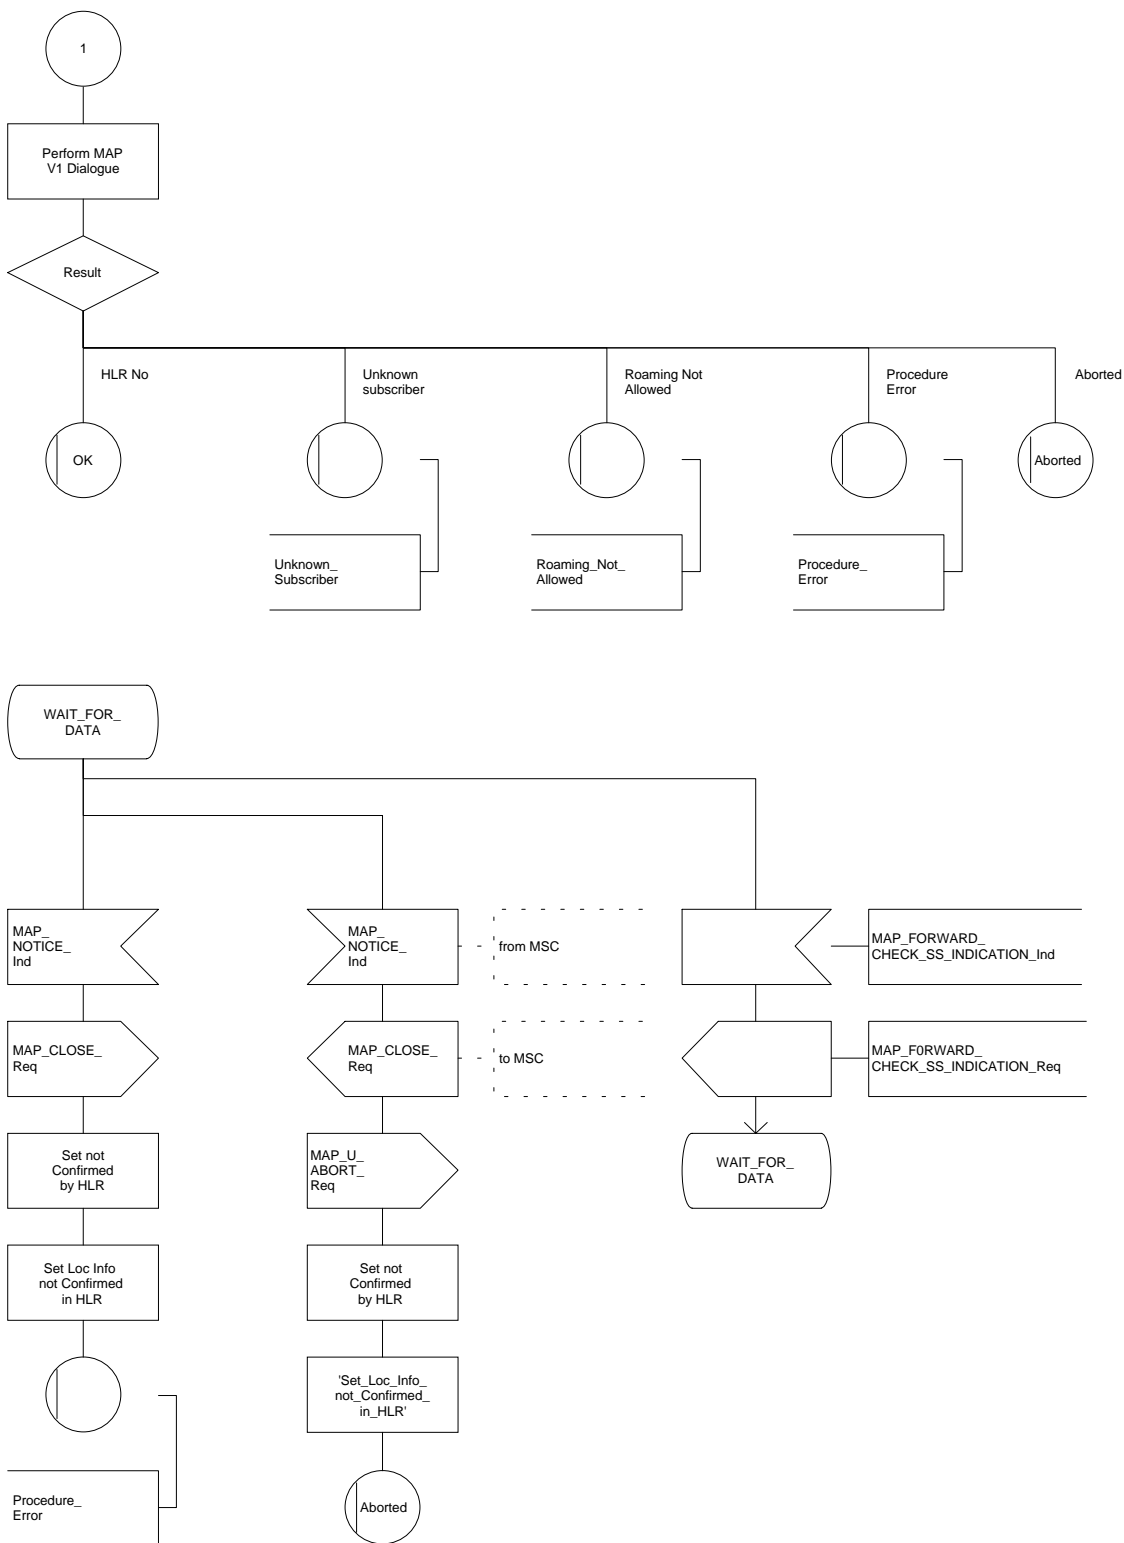 1
Perform MAP
V1 Dialogue
Result
HLR No
Unknown
subscriber
Roaming Not
Allowed
Procedure
Error
Aborted
OK
Aborted
Unknown_
Subscriber
Roaming_Not_
Allowed
Procedure_
Error
WAIT_FOR_
DATA
MAP_
NOTICE_
Ind
MAP_
NOTICE_
Ind
from MSC
MAP_FORWARD_
CHECK_SS_INDICATION_Ind
MAP_CLOSE_
Req
MAP_CLOSE_
Req
to MSC
MAP_F0RWARD_
CHECK_SS_INDICATION_Req
Set not
Confirmed
by HLR
MAP_U_
ABORT_
Req
WAIT_FOR_
DATA
Set Loc Info
not Confirmed
in HLR
Set not
Confirmed
by HLR
'Set_Loc_Info_
not_Confirmed_
in_HLR'
Procedure_
Error
Aborted